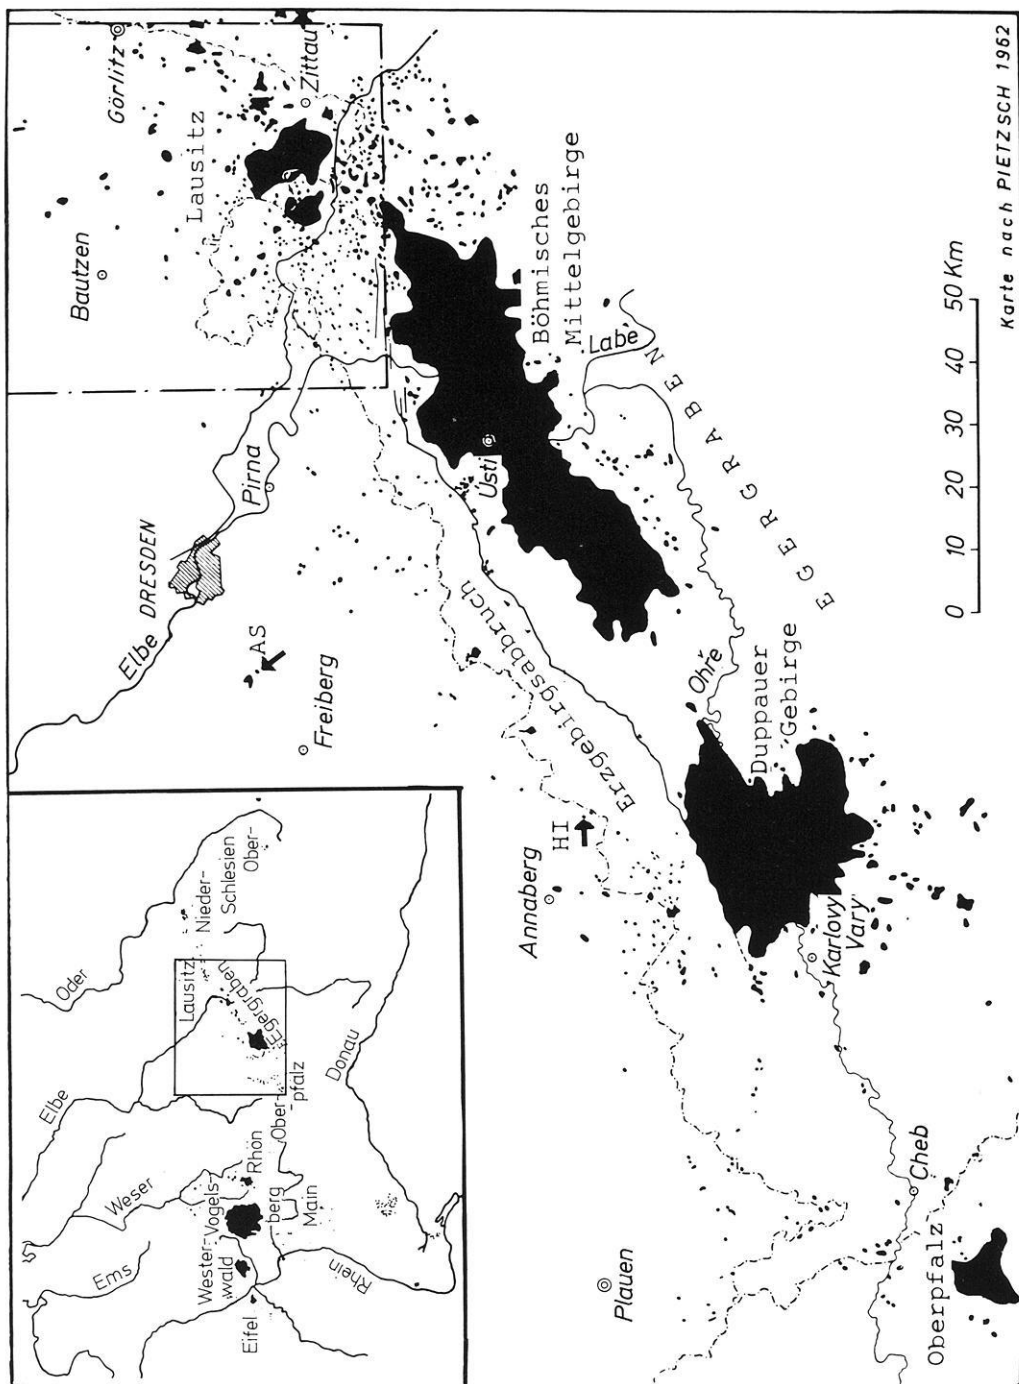 Ems
Weser
Elbe
Oder
Wester-
wald
Eifel
Vogels-
berg
Rhön
Main
Rhein
Ober-
pfalz
Donau
Lausitz
Egergraben
Nieder-
Schlesien
Ober-
Elbe
DRESDEN
Pirna
Bautzen
Görlitz
Lausitz
Zittau
AS
Freiberg
Annaberg
HI
Erzgebirgsabbruch
Ústi
Böhmisches
Mittelgebirge
Labe
EGERGRABEN
Plauen
Ohře
Duppauer
Gebirge
Karlovy
Vary
Cheb
Oberpfalz
0 10 20 30 40 50 Km
Karte nach PIETZSCH 1962